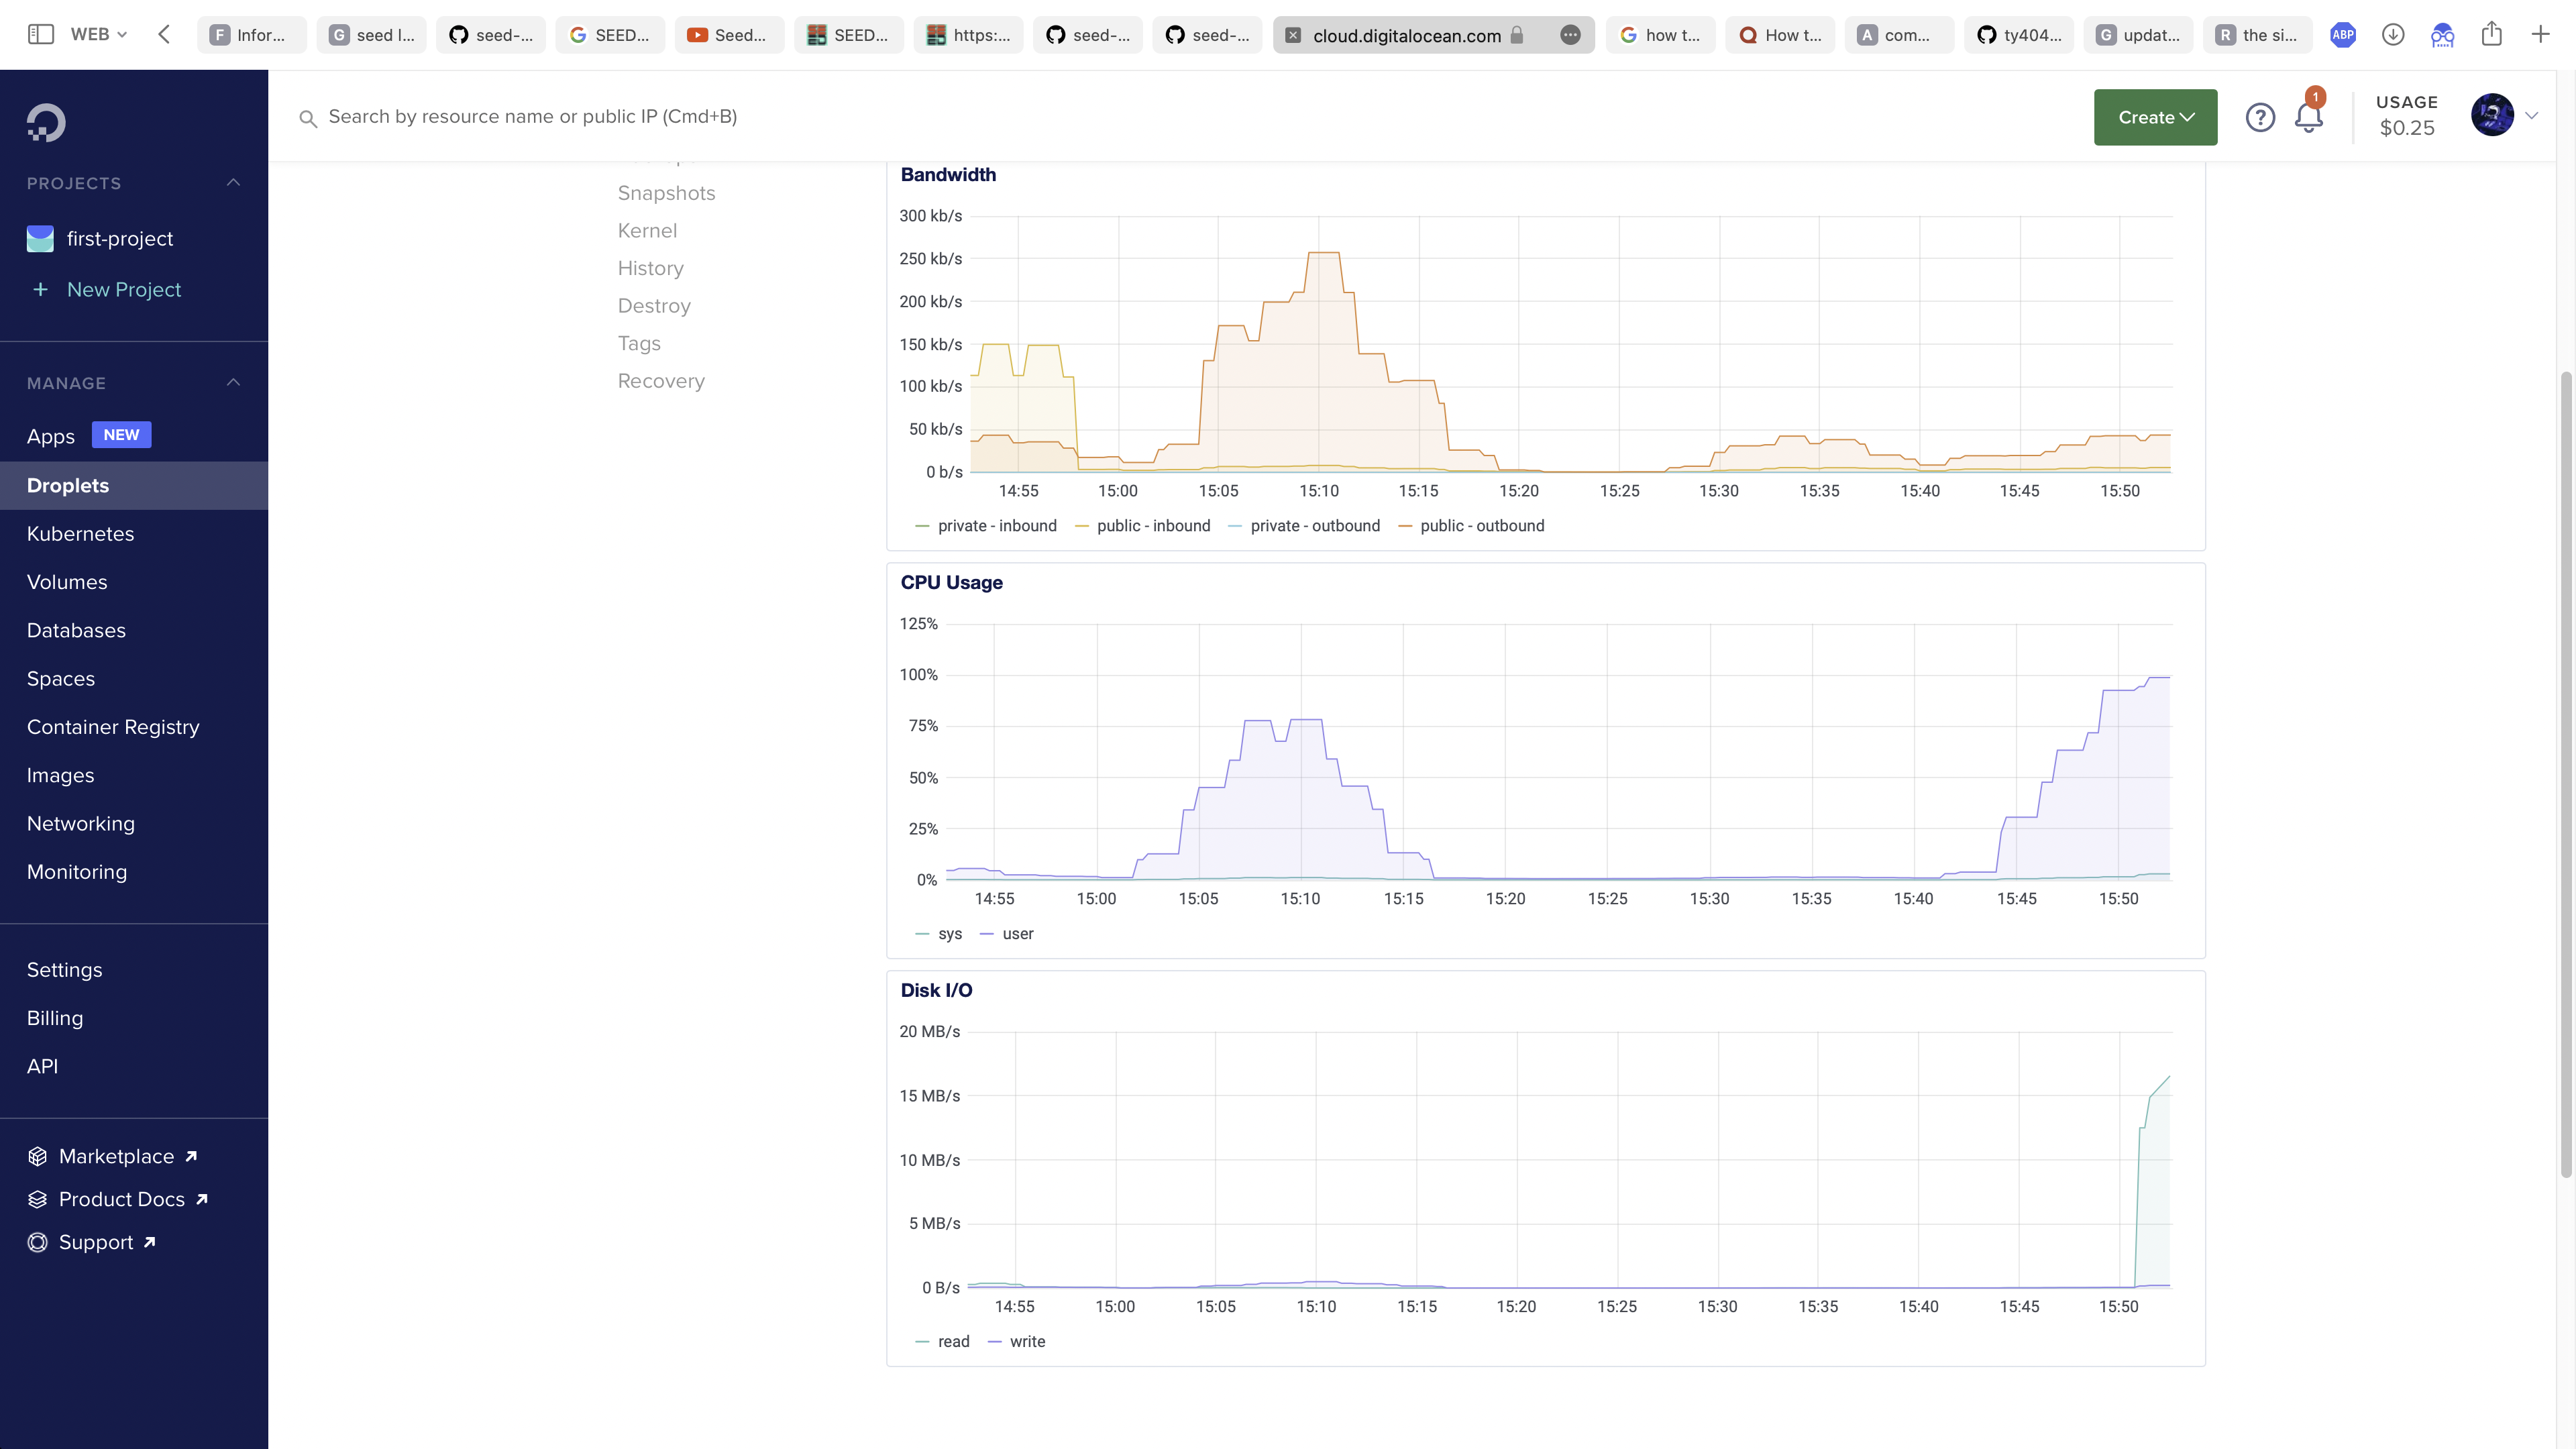 WEB
F Infor...
G seed l...
seed-...
G SEED...
Seed...
SEED...
https:...
seed-...
seed-...
cloud.digitalocean.com
G how t...
Q How t...
A com...
ty404...
G updat...
R the si...
ABP
Search by resource name or public IP (Cmd+B)
Create
?
1
USAGE
$0.25
PROJECTS
first-project
+ New Project
MANAGE
Apps NEW
Droplets
Kubernetes
Volumes
Databases
Spaces
Container Registry
Images
Networking
Monitoring
Settings
Billing
API
Marketplace
Product Docs
Support
Snapshots
Kernel
History
Destroy
Tags
Recovery
Bandwidth
300 kb/s
250 kb/s
200 kb/s
150 kb/s
100 kb/s
50 kb/s
0 b/s
14:55 15:00 15:05 15:10 15:15 15:20 15:25 15:30 15:35 15:40 15:45 15:50
private - inbound public - inbound private - outbound public - outbound
CPU Usage
125%
100%
75%
50%
25%
0%
14:55 15:00 15:05 15:10 15:15 15:20 15:25 15:30 15:35 15:40 15:45 15:50
sys user
Disk I/O
20 MB/s
15 MB/s
10 MB/s
5 MB/s
0 B/s
14:55 15:00 15:05 15:10 15:15 15:20 15:25 15:30 15:35 15:40 15:45 15:50
read write